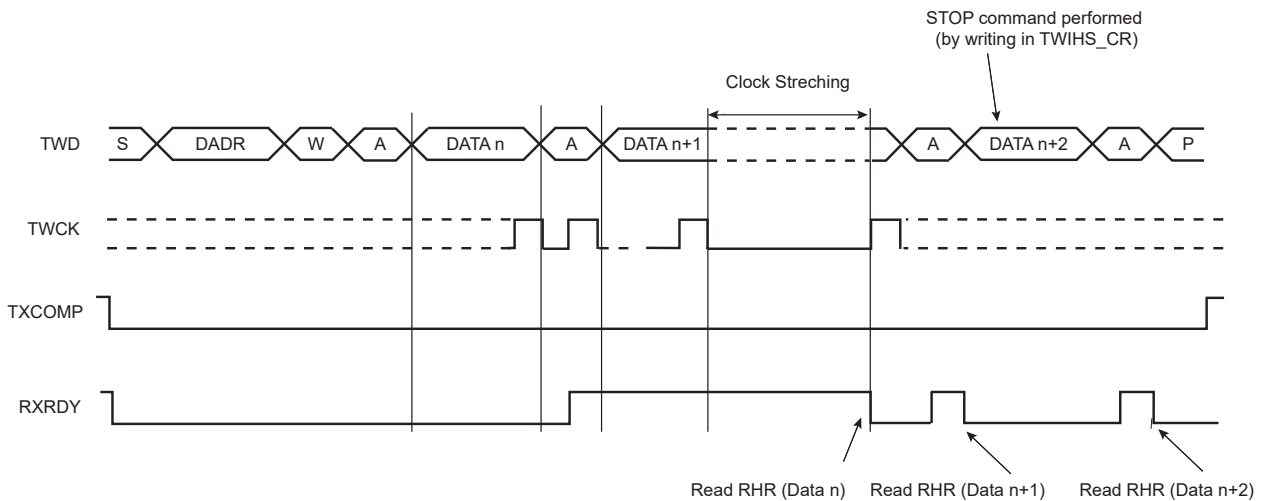 STOP command performed
(by writing in TWIHS_CR)
Clock Streching
TWD S DADR W A DATA n A DATA n+1 A DATA n+2 A P
TWCK
TXCOMP
RXRDY
Read RHR (Data n) Read RHR (Data n+1) Read RHR (Data n+2)